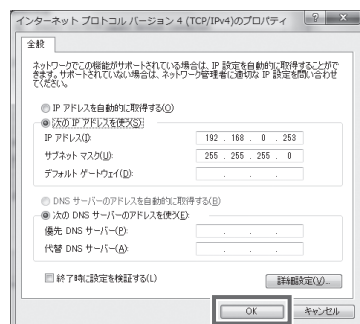 インターネット プロトコル バージョン 4 (TCP/IPv4)のプロパティ
全般
ネットワークでこの機能がサポートされている場合は、IP 設定を自動的に取得することがで
きます。サポートされていない場合は、ネットワーク管理者に適切な IP 設定を問い合わせ
てください。
IP アドレスを自動的に取得する(O)
次の IP アドレスを使う(S):
IP アドレス(I): 192 . 168 . 0 . 253
サブネット マスク(U): 255 . 255 . 255 . 0
デフォルト ゲートウェイ(D): . . .
DNS サーバーのアドレスを自動的に取得する(B)
次の DNS サーバーのアドレスを使う(E):
優先 DNS サーバー(P): . . .
代替 DNS サーバー(A): . . .
終了時に設定を検証する(L)
詳細設定(V)...
OK
キャンセル